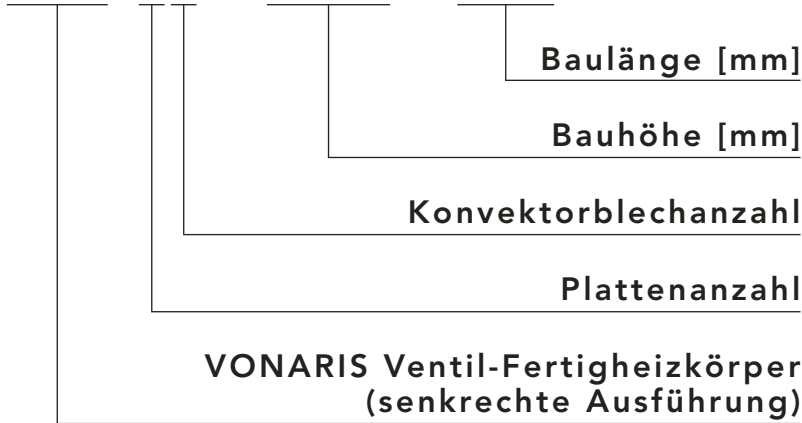 Baulänge [mm]
Bauhöhe [mm]
Konvektorblechanzahl
Plattenanzahl
VONARIS Ventil-Fertigheizkörper
(senkrechte Ausführung)